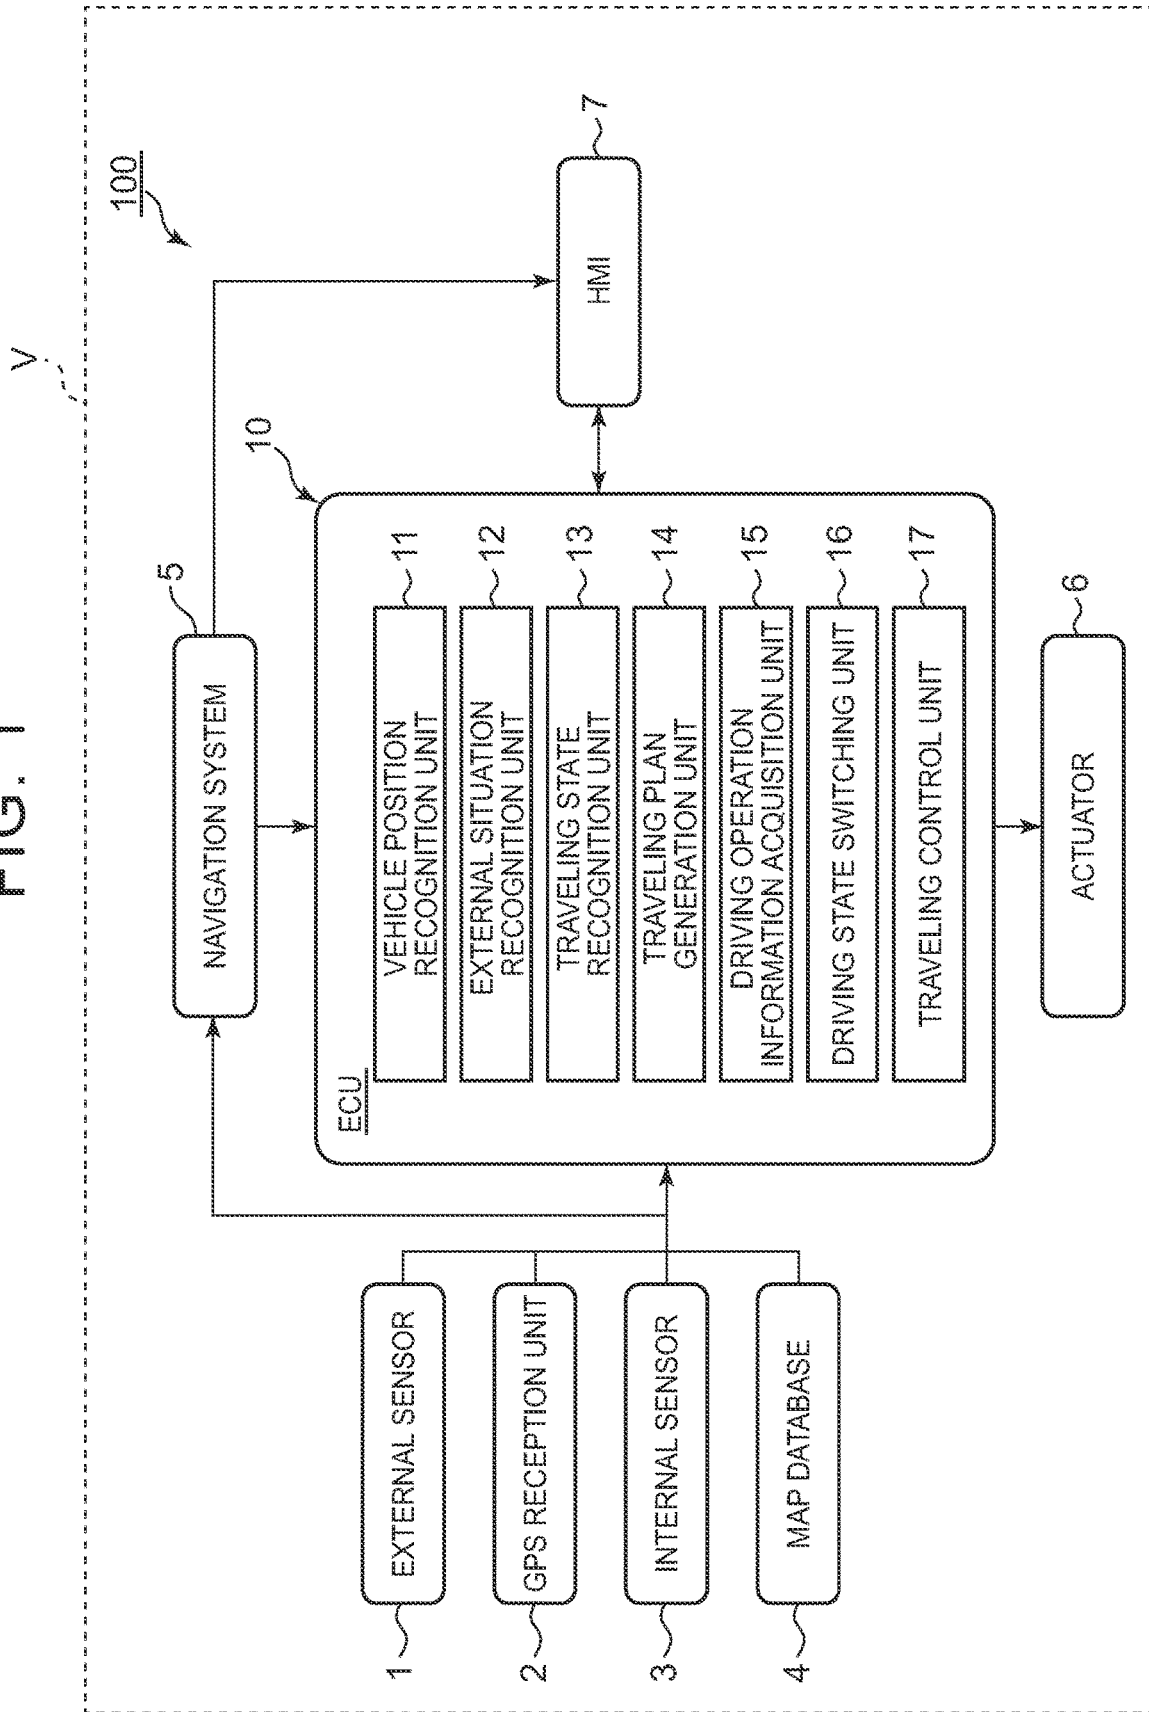 FIG. 1
V
100
5
NAVIGATION SYSTEM
10
ECU
VEHICLE POSITION
RECOGNITION UNIT
11
EXTERNAL SITUATION
RECOGNITION UNIT
12
TRAVELING STATE
RECOGNITION UNIT
13
TRAVELING PLAN
GENERATION UNIT
14
DRIVING OPERATION
INFORMATION ACQUISITION UNIT
15
DRIVING STATE SWITCHING UNIT
16
TRAVELING CONTROL UNIT
17
HMI
7
1
EXTERNAL SENSOR
2
GPS RECEPTION UNIT
3
INTERNAL SENSOR
4
MAP DATABASE
ACTUATOR
6